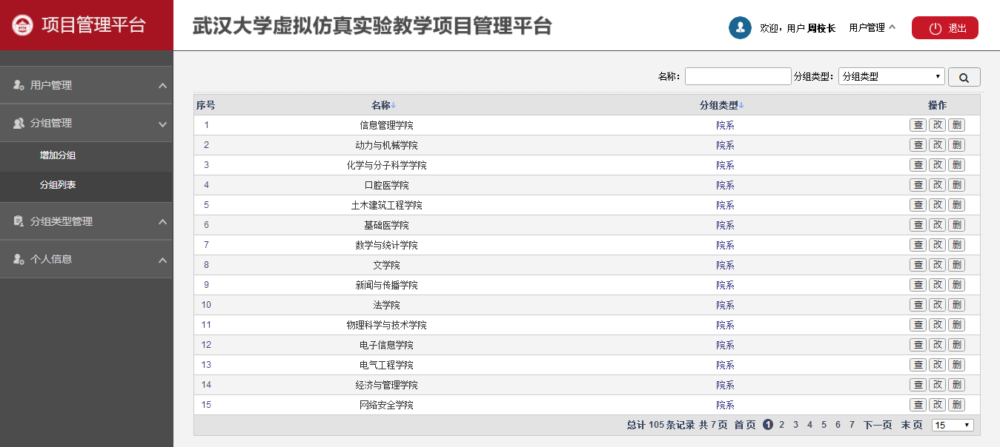 项目管理平台
武汉大学虚拟仿真实验教学项目管理平台
欢迎，用户 周校长 用户管理 退出
用户管理
分组管理
增加分组
分组列表
分组类型管理
个人信息
名称： 分组类型： 分组类型
序号 名称 分组类型 操作
1 信息管理学院 院系 查 改 删
2 动力与机械学院 院系 查 改 删
3 化学与分子科学学院 院系 查 改 删
4 口腔医学院 院系 查 改 删
5 土木建筑工程学院 院系 查 改 删
6 基础医学院 院系 查 改 删
7 数学与统计学院 院系 查 改 删
8 文学院 院系 查 改 删
9 新闻与传播学院 院系 查 改 删
10 法学院 院系 查 改 删
11 物理科学与技术学院 院系 查 改 删
12 电子信息学院 院系 查 改 删
13 电气工程学院 院系 查 改 删
14 经济与管理学院 院系 查 改 删
15 网络安全学院 院系 查 改 删
总计 105 条记录 共 7 页 首 页 1 2 3 4 5 6 7 下一页 末 页 15